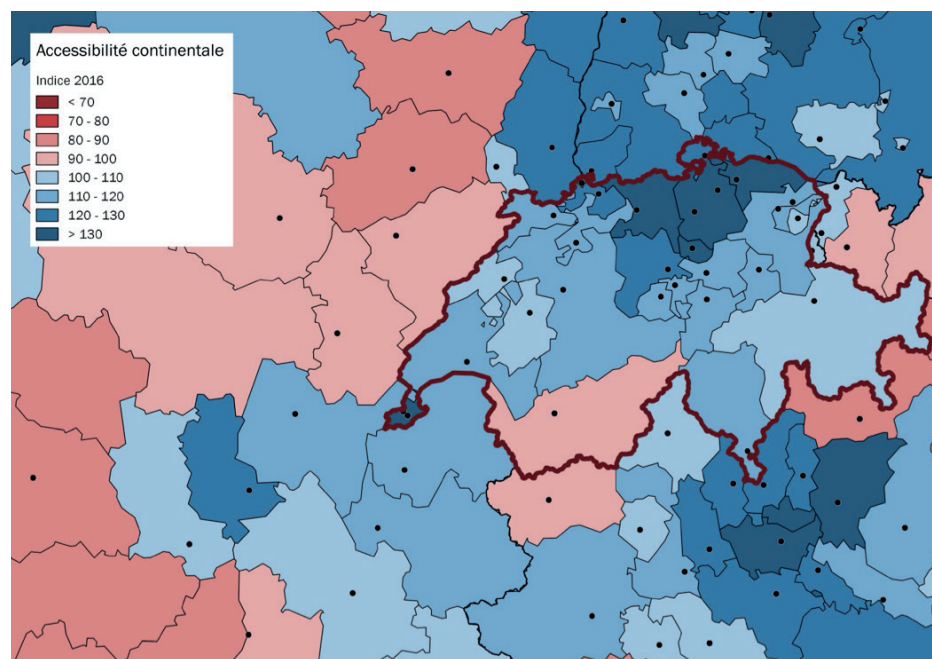 Accessibilité continentale
Indice 2016
< 70
70 - 80
80 - 90
90 - 100
100 - 110
110 - 120
120 - 130
> 130